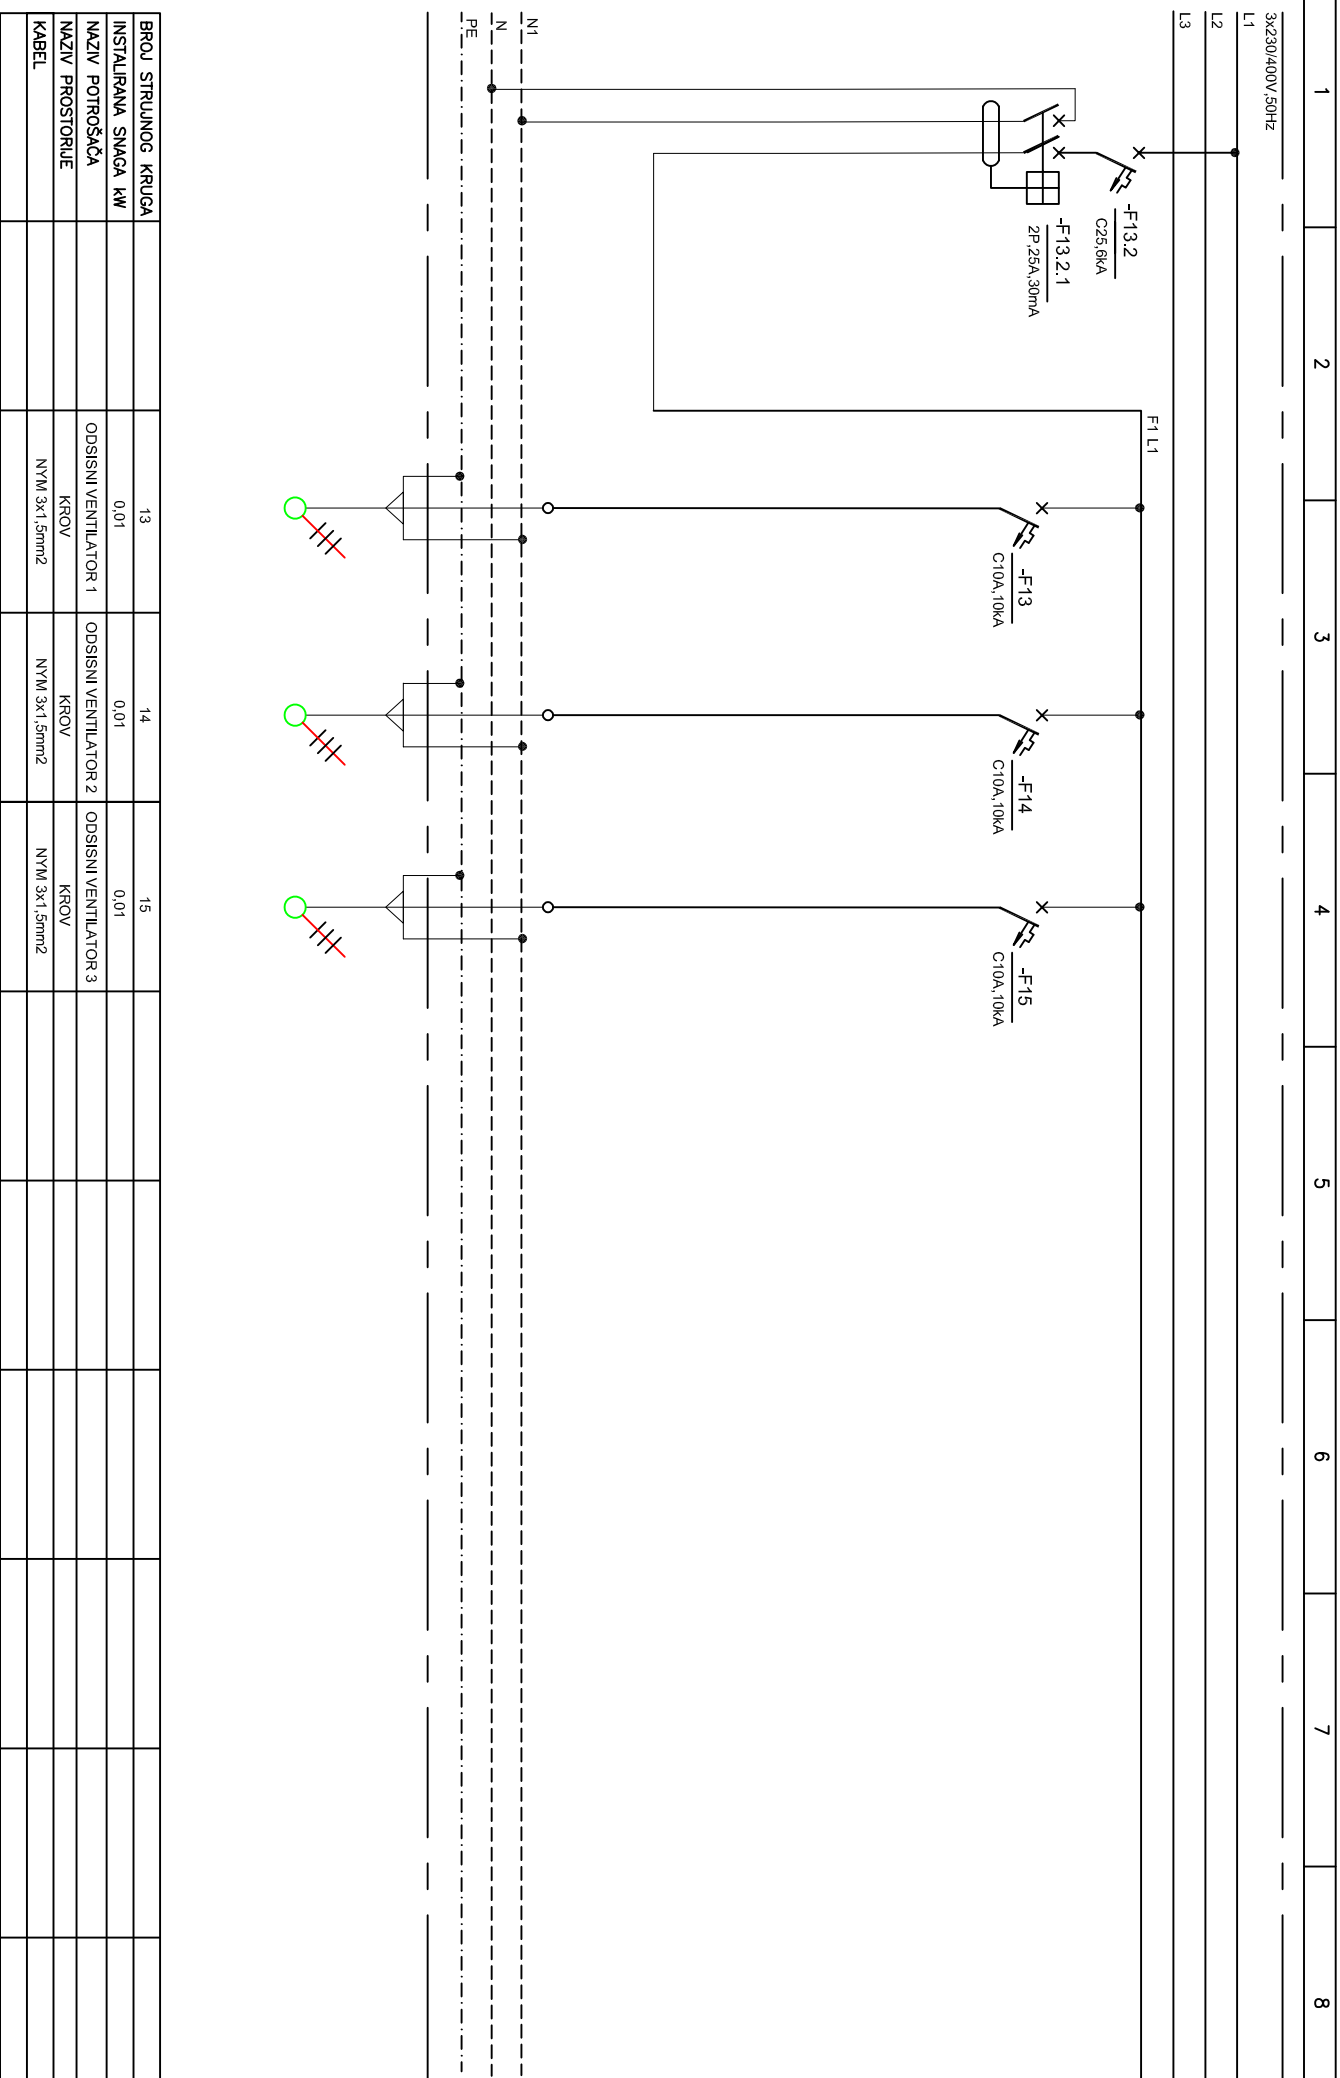 1 2 3 4 5 6 7 8
3x230/400V,50Hz
L1
L2
L3
-F13.2
C25,6kA
-F13.2.1
2P,25A,30mA
F1 L1
-F13
C10A,10kA
-F14
C10A,10kA
-F15
C10A,10kA
N1
N
PE
BROJ STRUJNOG KRUGA 13 14 15
INSTALIRANA SNAGA kW 0,01 0,01 0,01
NAZIV POTROŠAČA ODSISNI VENTILATOR 1 ODSISNI VENTILATOR 2 ODSISNI VENTILATOR 3
NAZIV PROSTORIJE KROV KROV KROV
KABEL NYM 3x1,5mm2 NYM 3x1,5mm2 NYM 3x1,5mm2